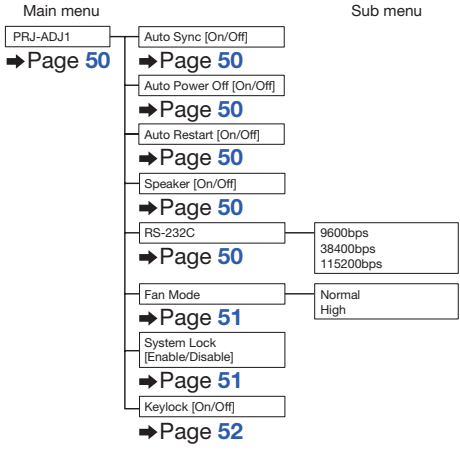 Main menu
Sub menu
PRJ-ADJ1
➡Page 50
Auto Sync [On/Off]
➡Page 50
Auto Power Off [On/Off]
➡Page 50
Auto Restart [On/Off]
➡Page 50
Speaker [On/Off]
➡Page 50
RS-232C
➡Page 50
9600bps
38400bps
115200bps
Fan Mode
➡Page 51
Normal
High
System Lock
[Enable/Disable]
➡Page 51
Keylock [On/Off]
➡Page 52